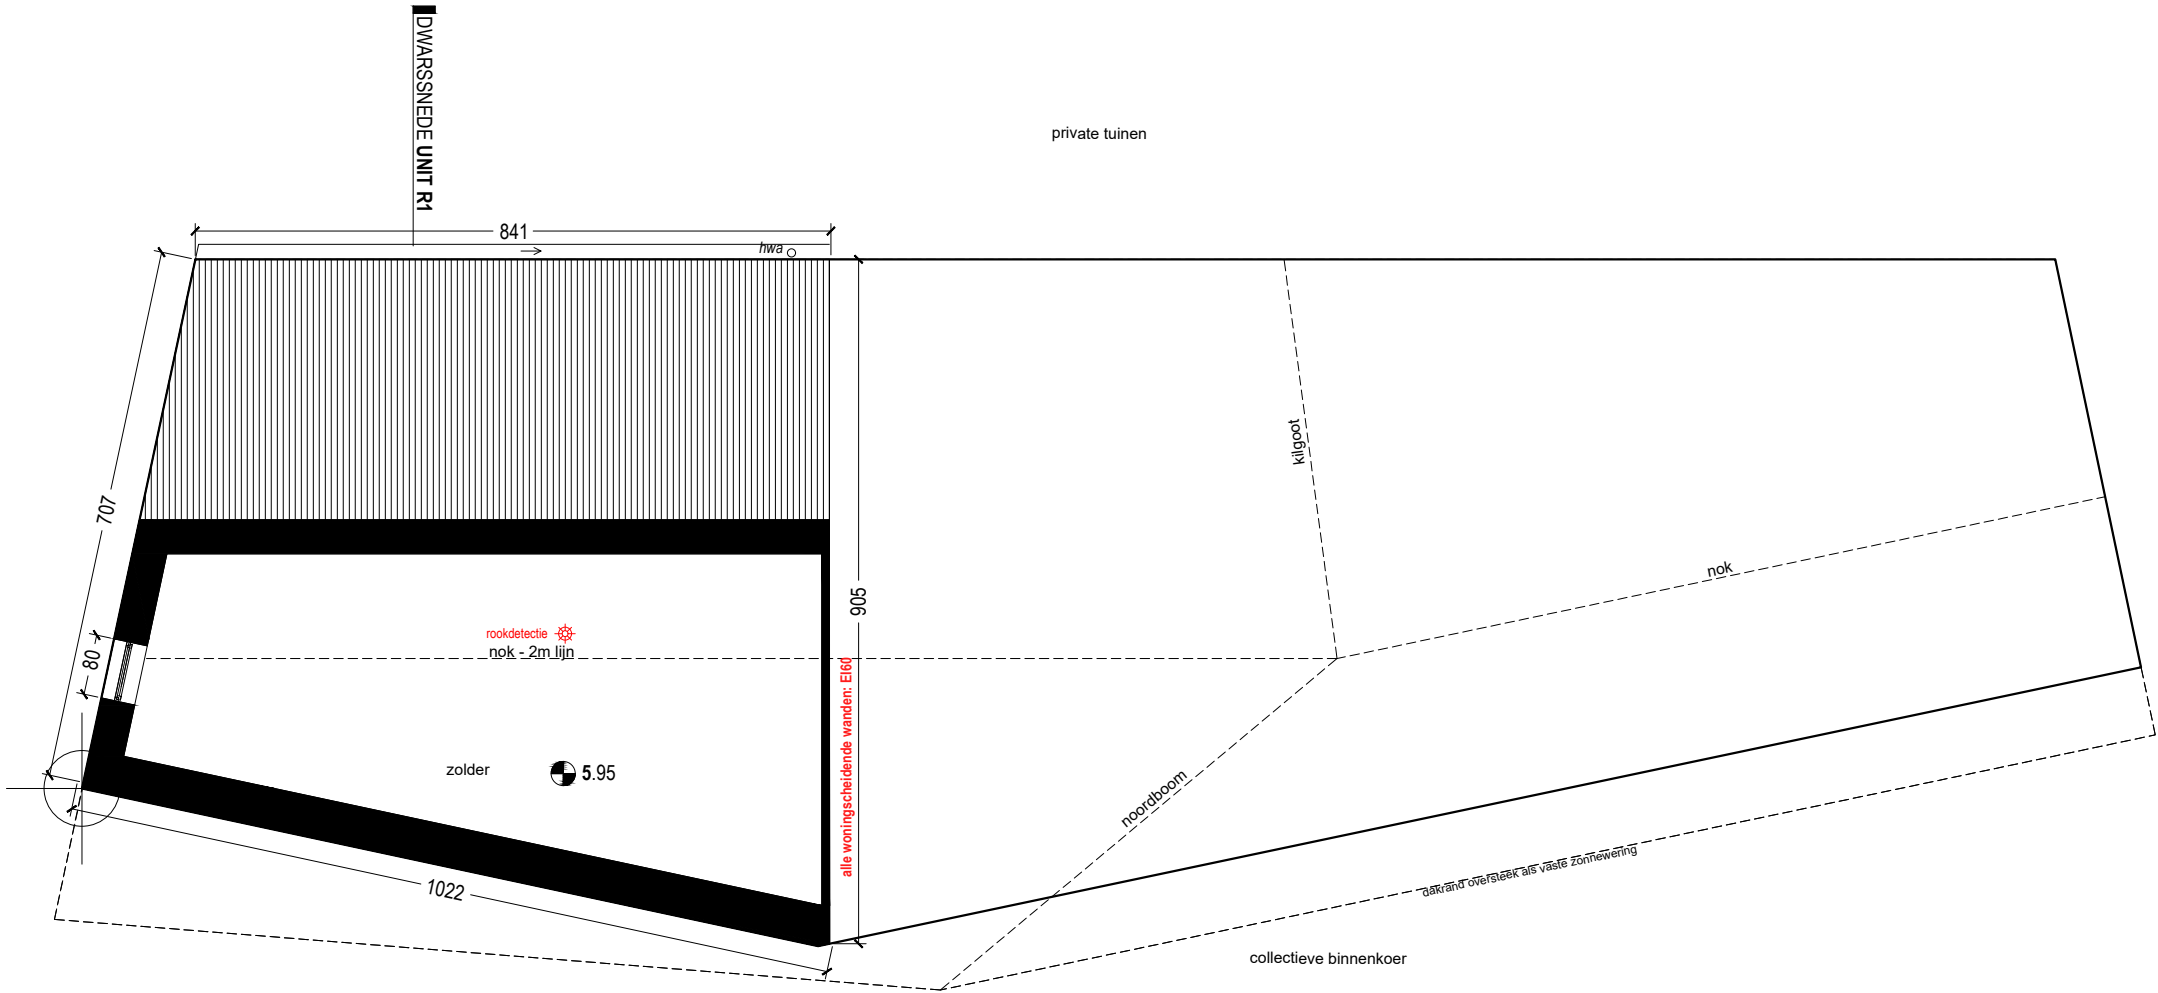 DWARSSNEDE UNIT R1
private tuinen
841
hwa
707
kilgoot
nok
905
rookdetectie
nok - 2m lijn
80
alle woningscheidende wanden: EI60
zolder
5.95
noordboom
dakrand oversteek als vaste zonnewering
1022
collectieve binnenkoer